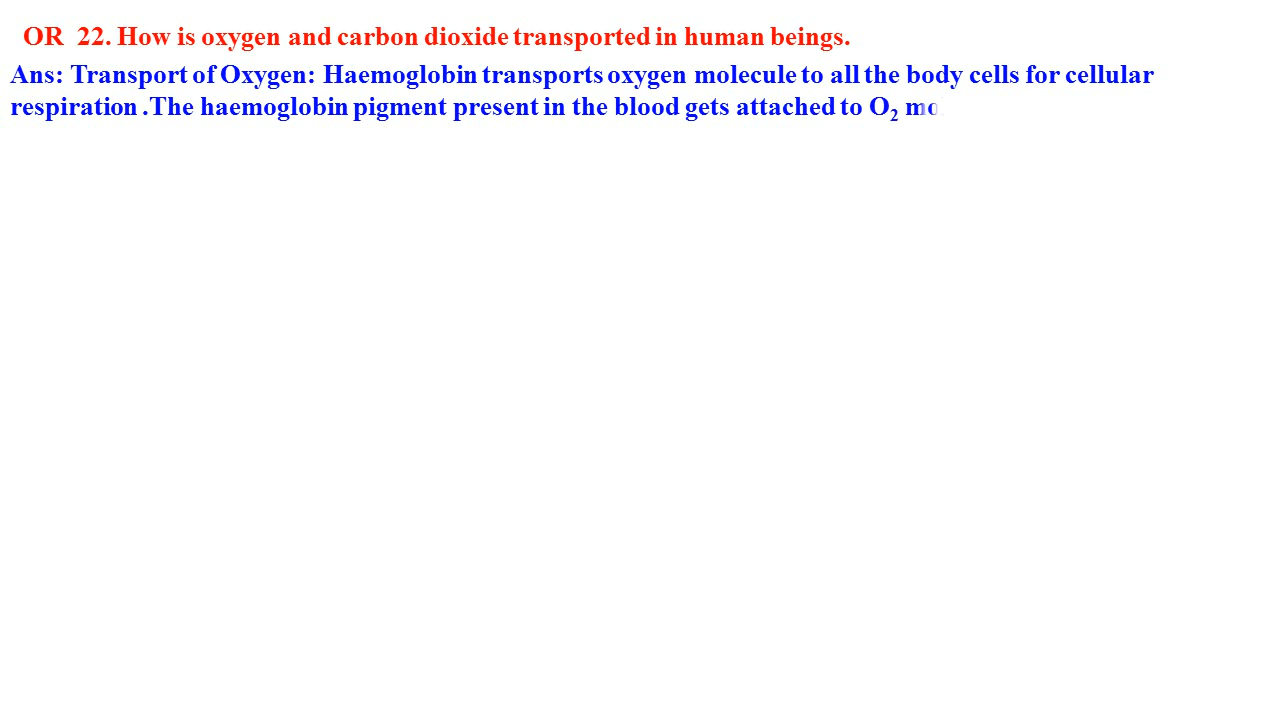 OR 22. How is oxygen and carbon dioxide transported in human beings.
Ans: Transport of Oxygen: Haemoglobin transports oxygen molecule to all the body cells for cellular
respiration .The haemoglobin pigment present in the blood gets attached to O₂